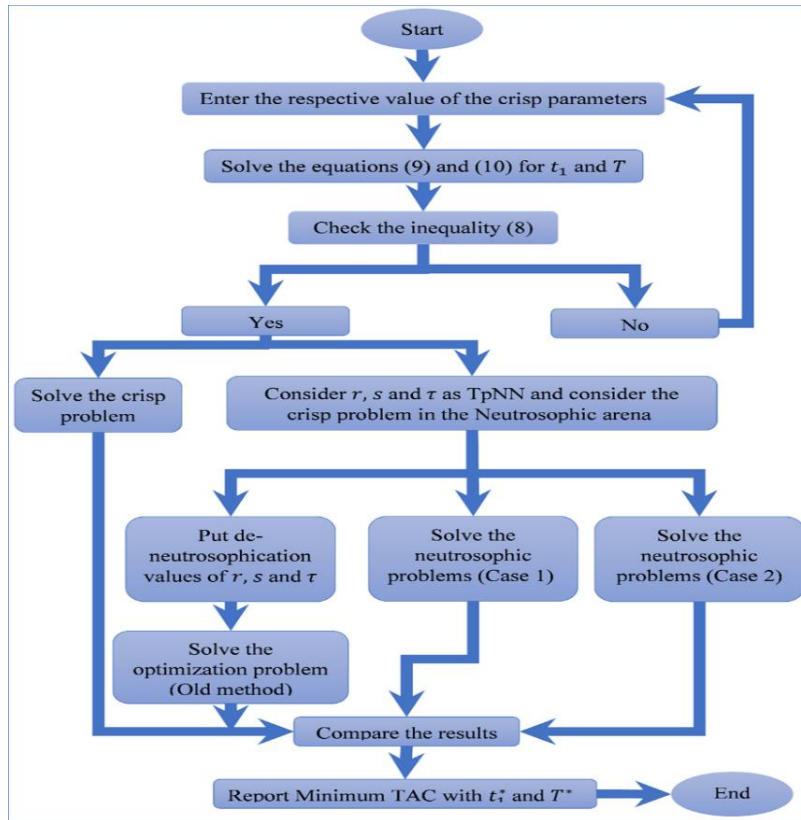 Start
Enter the respective value of the crisp parameters
Solve the equations (9) and (10) for t₁ and T
Check the inequality (8)
Yes
No
Solve the crisp
problem
Consider r, s and τ as TpNN and consider the
crisp problem in the Neutrosophic arena
Put de-
neutrosophication
values of r, s and τ
Solve the
neutrosophic
problems (Case 1)
Solve the
neutrosophic
problems (Case 2)
Solve the
optimization problem
(Old method)
Compare the results
Report Minimum TAC with t₁* and T*
End